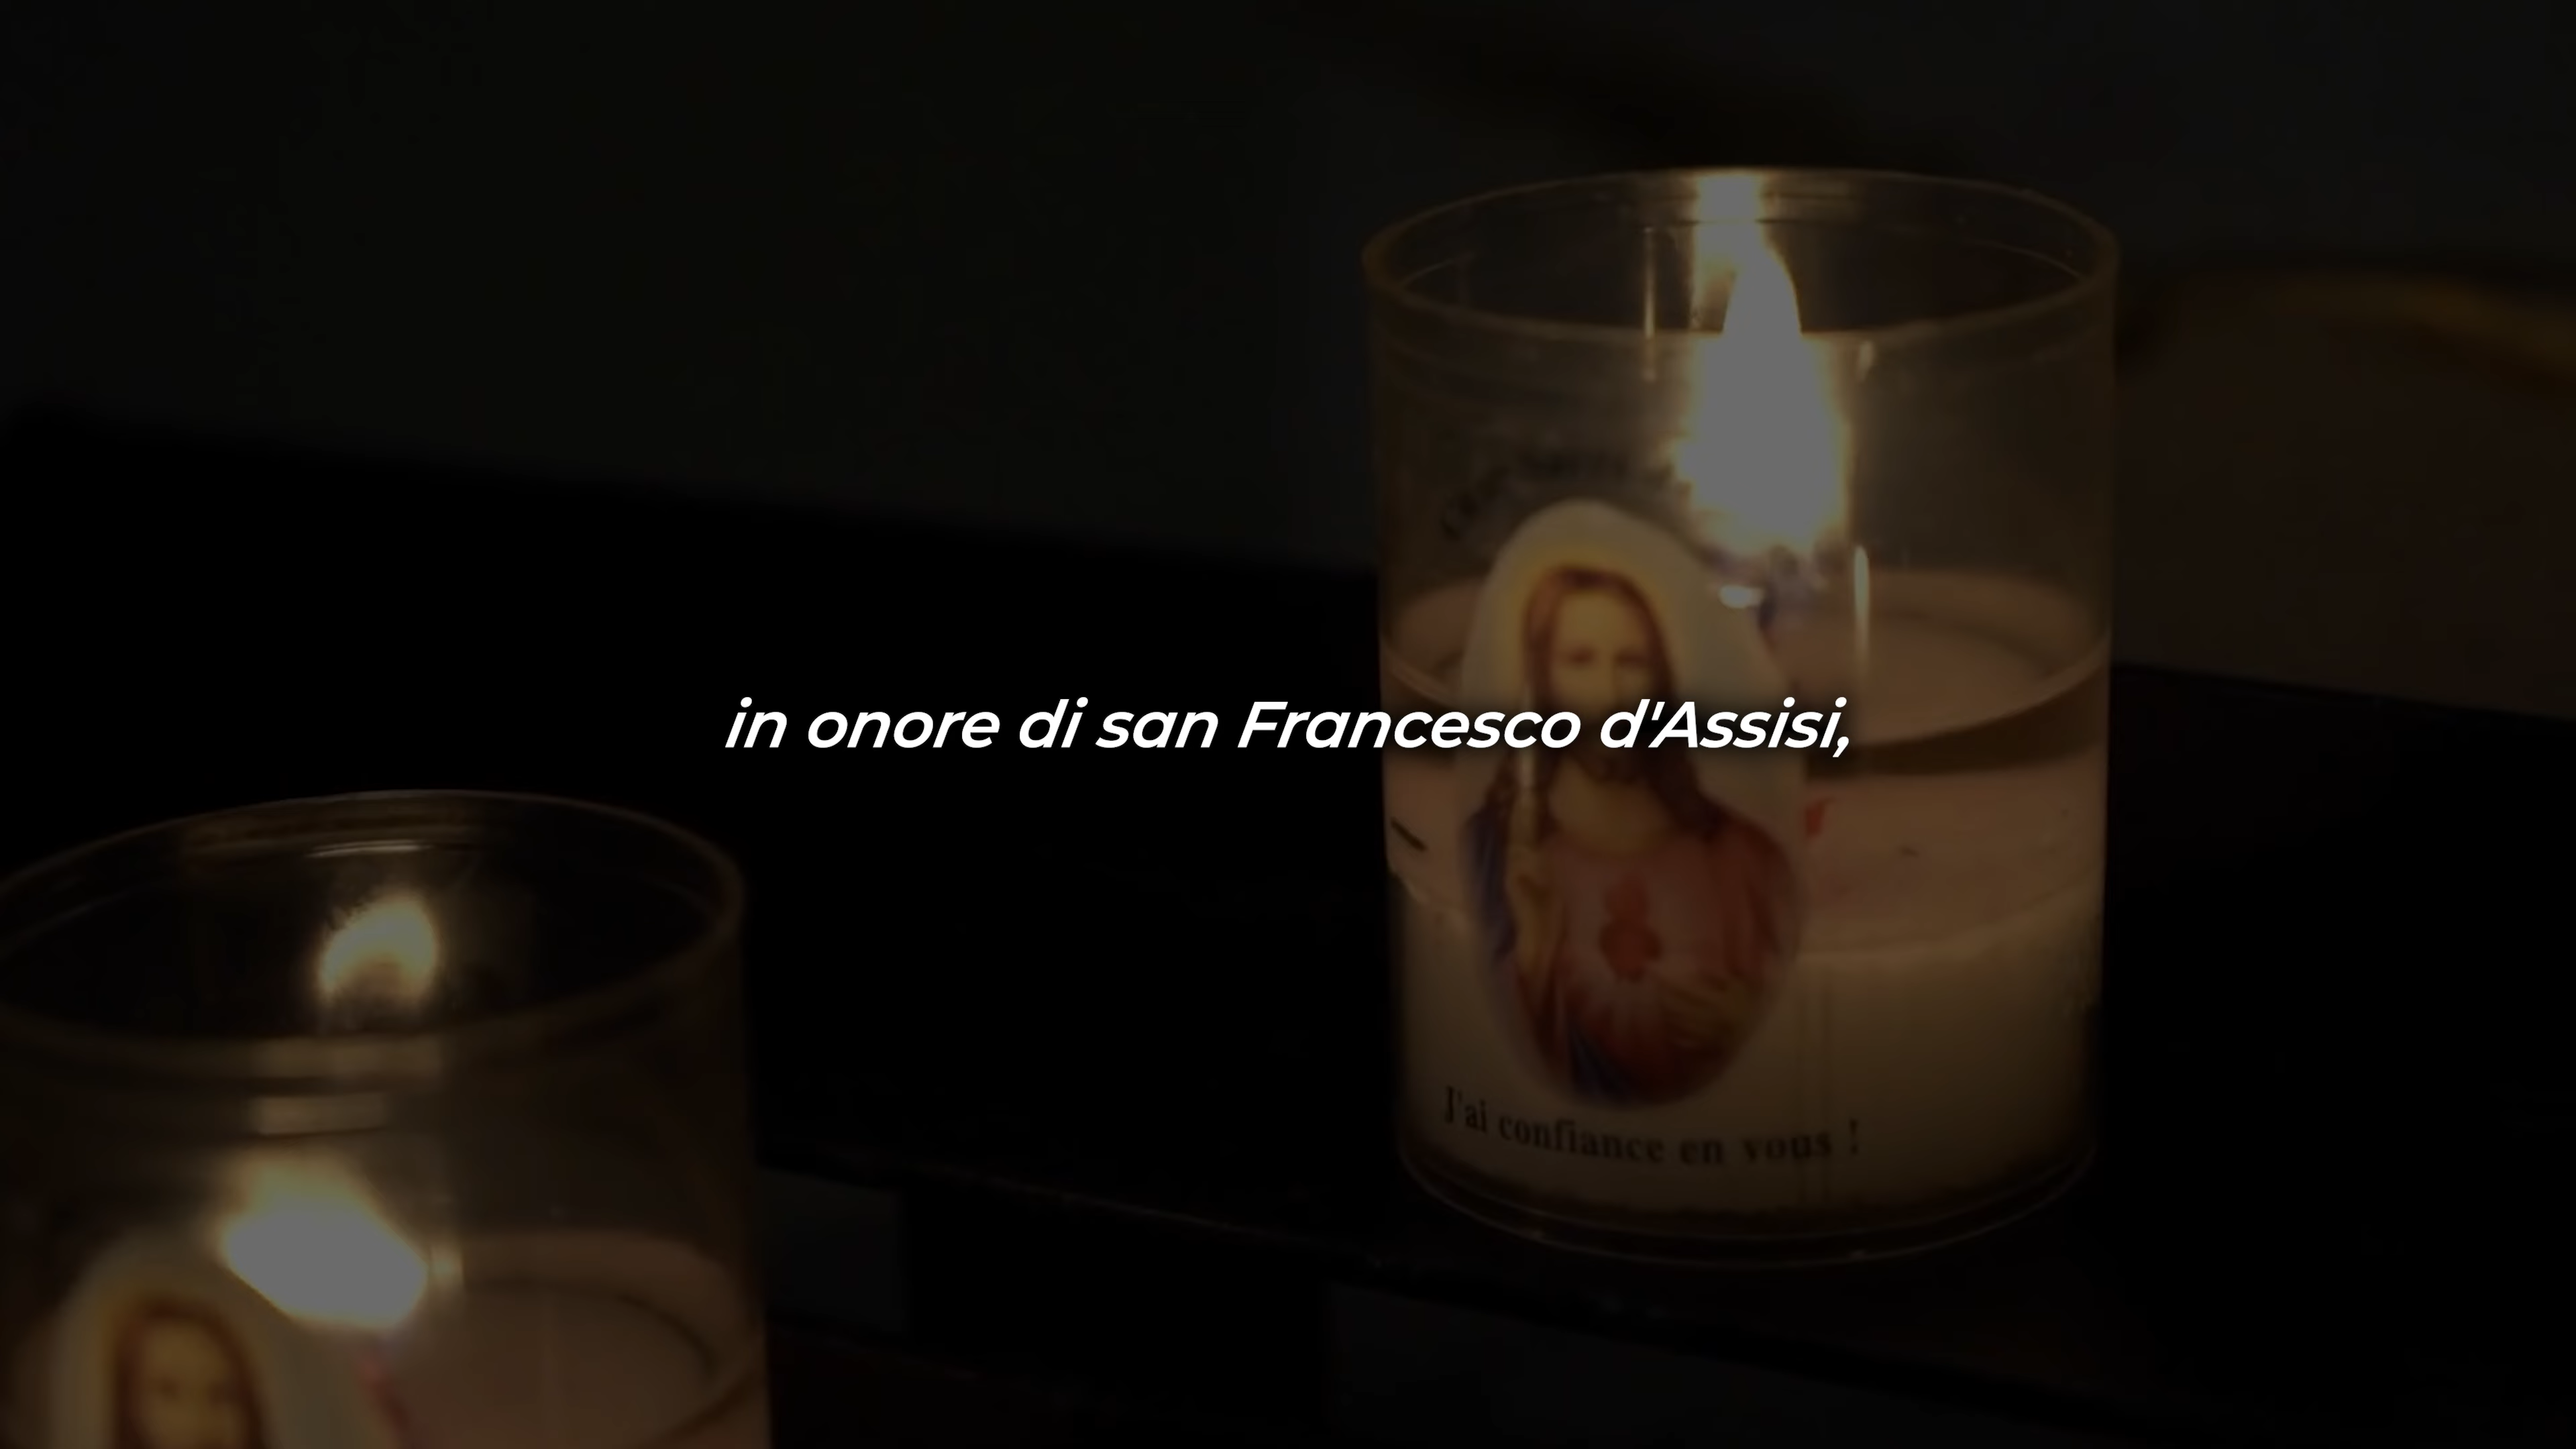 in onore di san Francesco d'Assisi,
J'ai confiance en vous !